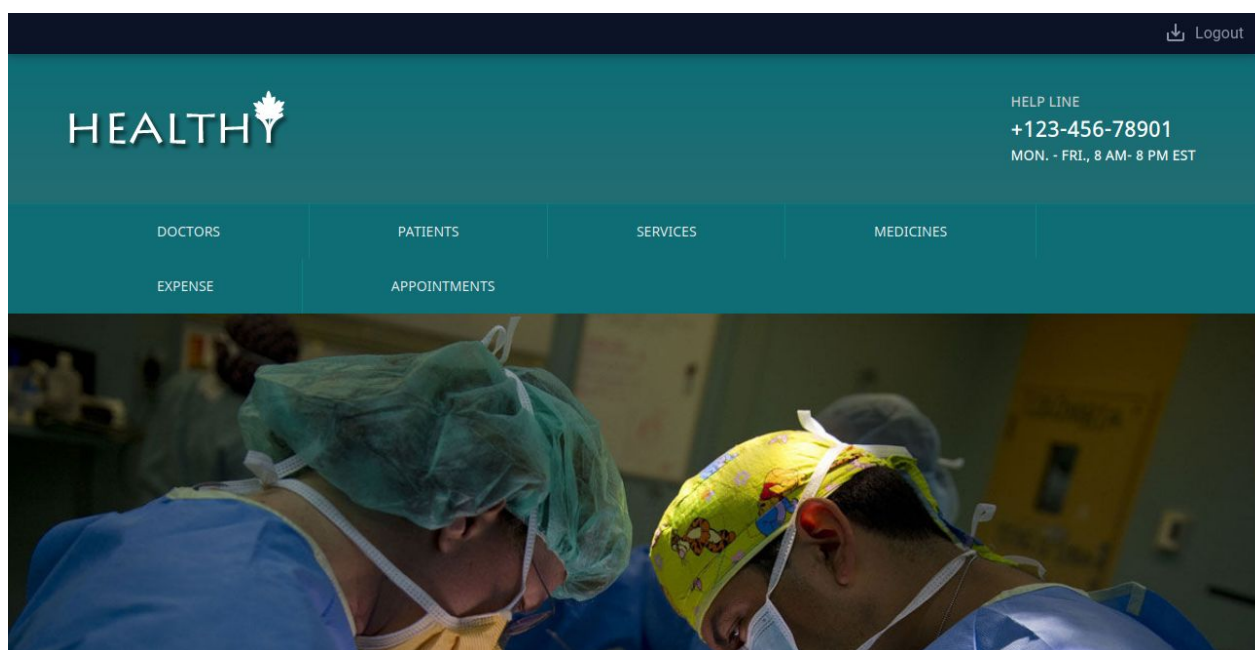 Logout
HEALTHY
HELP LINE
+123-456-78901
MON. - FRI., 8 AM- 8 PM EST
DOCTORS PATIENTS SERVICES MEDICINES
EXPENSE APPOINTMENTS